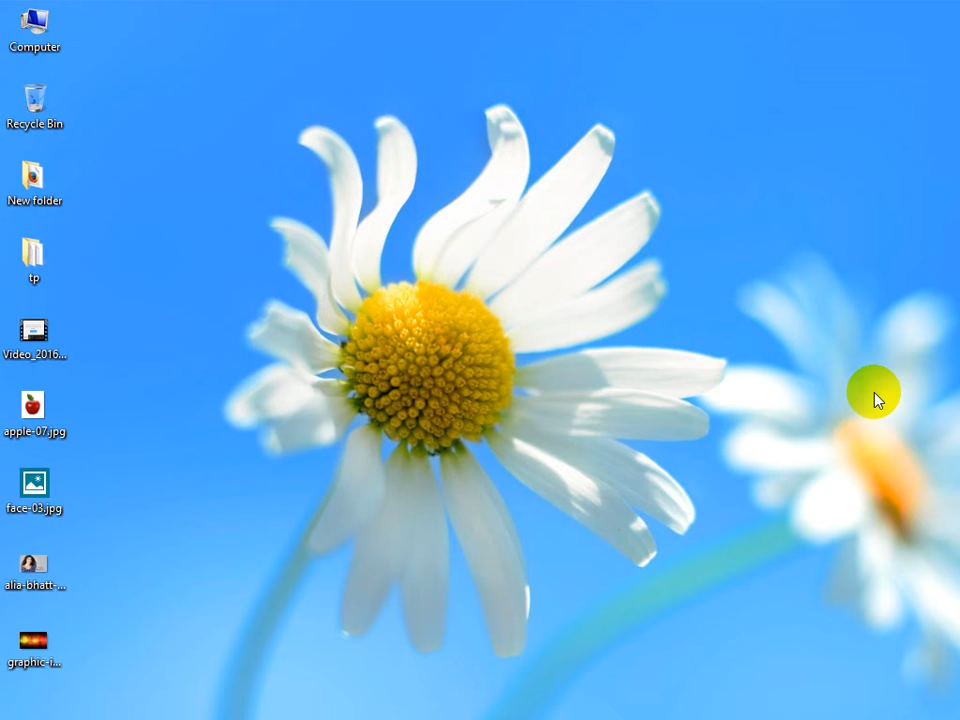 Computer
Recycle Bin
New folder
tp
Video_2016...
apple-07.jpg
face-03.jpg
alia-bhatt-...
graphic-i...